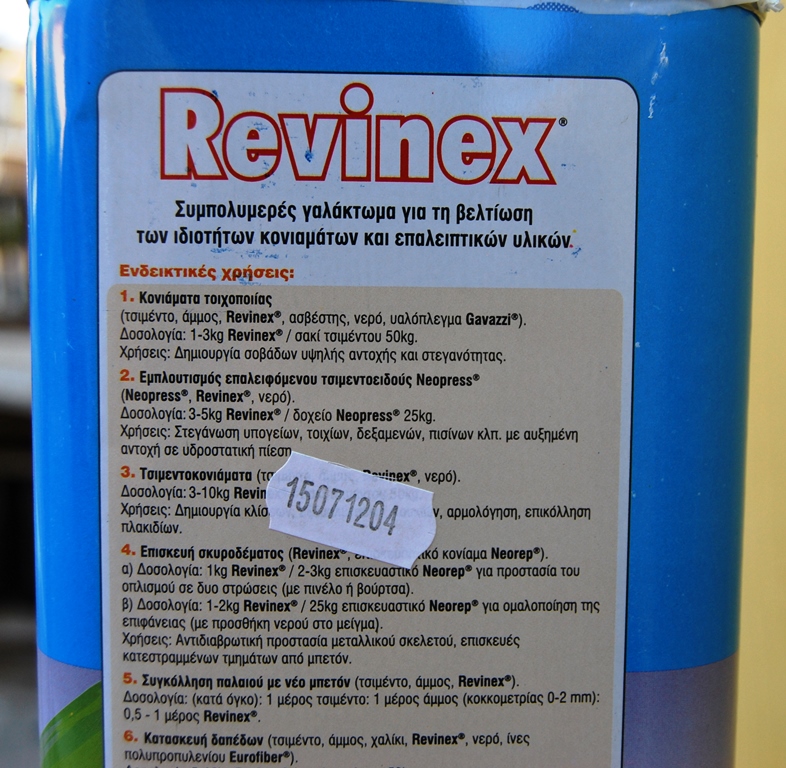 Revinex®
Συμπολυμερές γαλάκτωμα για τη βελτίωση
των ιδιοτήτων κονιαμάτων και επαλειπτικών υλικών.
Ενδεικτικές χρήσεις:
1. Κονιάματα τοιχοποιίας
(τσιμέντο, άμμος, Revinex®, ασβέστης, νερό, υαλόπλεγμα Gavazzi®).
Δοσολογία: 1-3kg Revinex® / σακί τσιμέντου 50kg.
Χρήσεις: Δημιουργία σοβάδων υψηλής αντοχής και στεγανότητας.
2. Εμπλουτισμός επαλειφόμενου τσιμεντοειδούς Neopress®
(Neopress®, Revinex®, νερό).
Δοσολογία: 3-5kg Revinex® / δοχείο Neopress® 25kg.
Χρήσεις: Στεγάνωση υπογείων, τοιχίων, δεξαμενών, πισίνων κλπ. με αυξημένη
αντοχή σε υδροστατική πίεση
3. Τσιμεντοκονιάματα Revinex®, νερό).
Δοσολογία: 3-10kg
Χρήσεις: Δημιουργία αρμολόγηση, επικόλληση
πλακιδίων.
15071204
4. Επισκευή σκυροδέματος (Revinex®, κονίαμα Neorep®).
α) Δοσολογία: 1kg Revinex® / 2-3kg επισκευαστικό Neorep® για προστασία του
οπλισμού σε δυο στρώσεις (με πινέλο ή βούρτσα).
β) Δοσολογία: 1-2kg Revinex® / 25kg επισκευαστικό Neorep® για ομαλοποίηση της
επιφάνειας (με προσθήκη νερού στο μείγμα).
Χρήσεις: Αντιδιαβρωτική προστασία μεταλλικού σκελετού, επισκευές
κατεστραμμένων τμημάτων από μπετόν.
5. Συγκόλληση παλαιού με νέο μπετόν (τσιμέντο, άμμος, Revinex®).
Δοσολογία: (κατά όγκο): 1 μέρος τσιμέντο: 1 μέρος άμμος (κοκκομετρίας 0-2 mm):
0,5 - 1 μέρος Revinex®.
6. Κατασκευή δαπέδων (τσιμέντο, άμμος, χαλίκι, Revinex®, νερό, ίνες
πολυπροπυλενίου Eurofiber®).